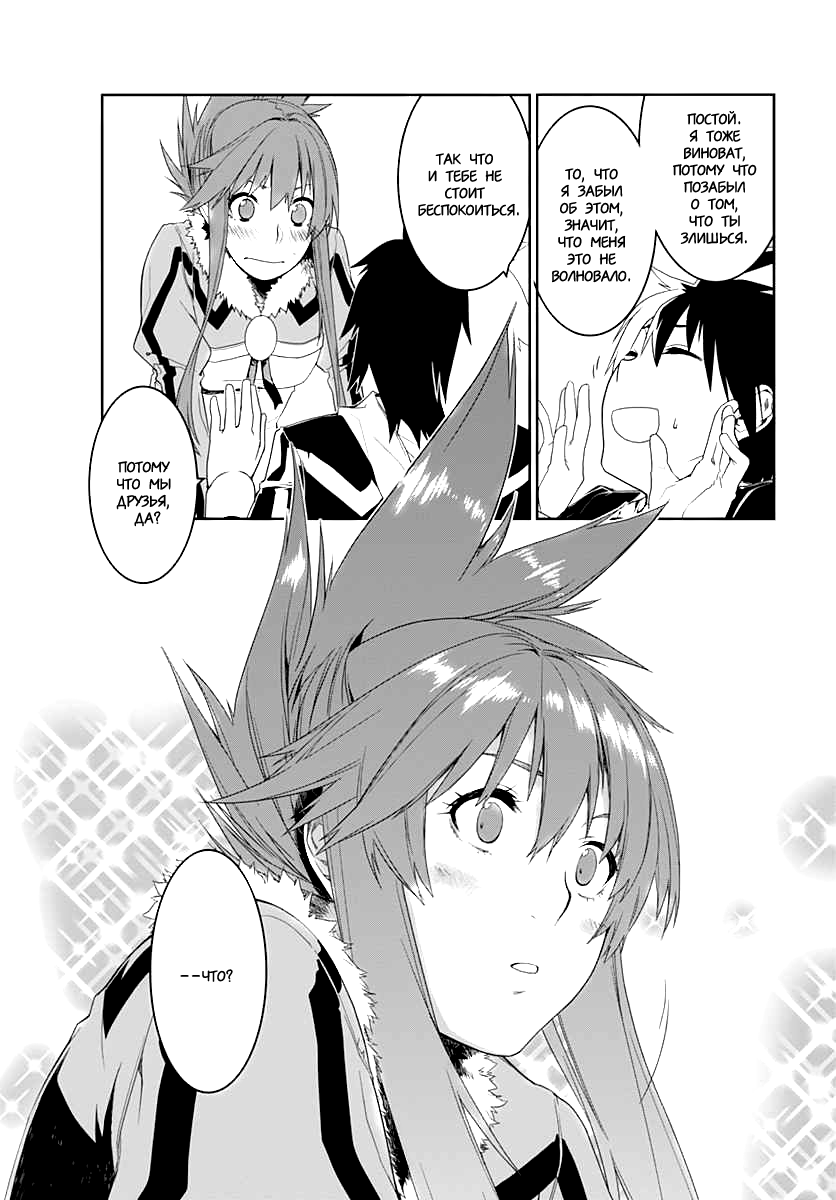 ПОСТОЙ.
Я ТОЖЕ
ВИНОВАТ,
ПОТОМУ ЧТО
ПОЗАБЫЛ
О ТОМ,
ЧТО ТЫ
ЗЛИШЬСЯ.
ТО, ЧТО
Я ЗАБЫЛ
ОБ ЭТОМ,
ЗНАЧИТ,
ЧТО МЕНЯ
ЭТО НЕ
ВОЛНОВАЛО.
ТАК ЧТО
И ТЕБЕ НЕ
СТОИТ
БЕСПОКОИТЬСЯ.
ПОТОМУ
ЧТО МЫ
ДРУЗЬЯ,
ДА?
--ЧТО?